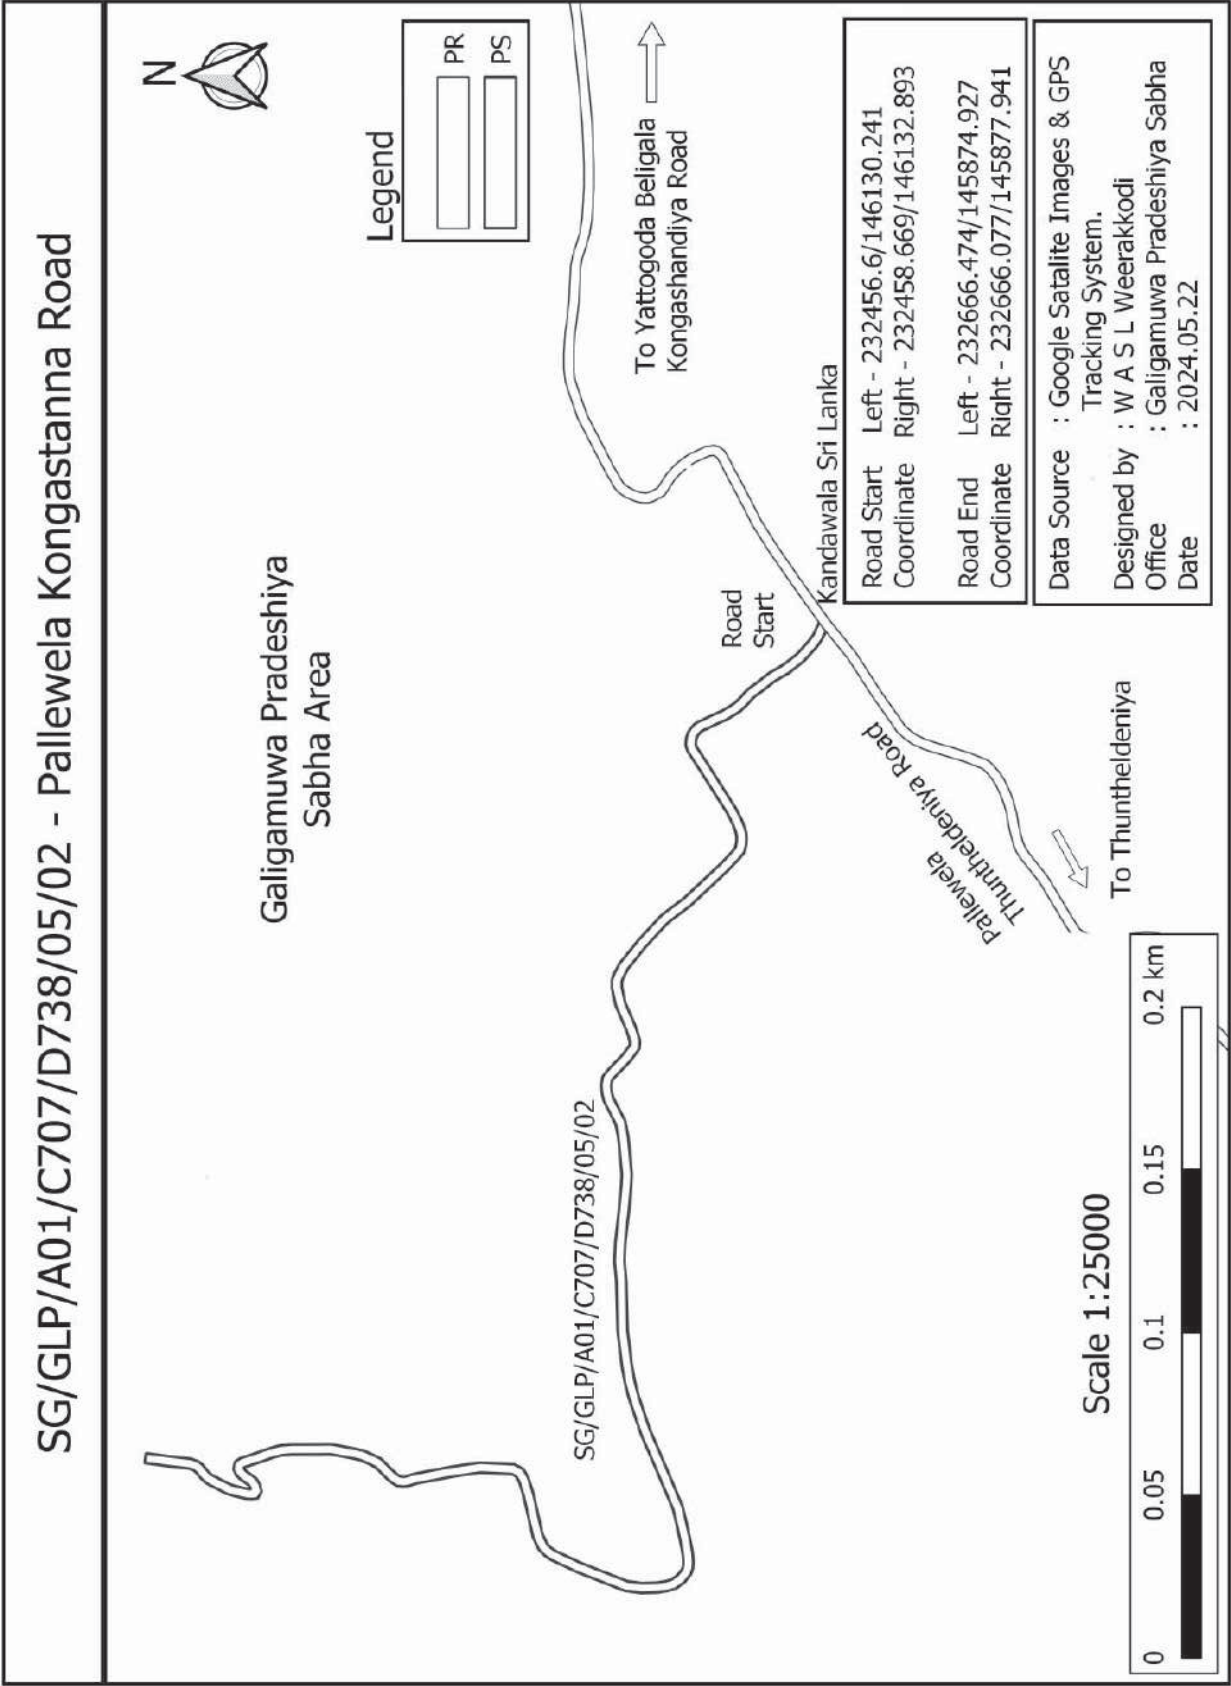 SG/GLP/A01/C707/D738/05/02 - Pallewela Kongastanna Road
N
Galigamuwa Pradeshiya
Sabha Area
Legend
PR
PS
To Yattogoda Beligala
Kongashandiya Road
Road
Start
Kandawala Sri Lanka
SG/GLP/A01/C707/D738/05/02
Pallewela
Thuntheldeniya Road
To Thuntheldeniya
Road Start Left - 232456.6/146130.241
Coordinate Right - 232458.669/146132.893
Road End Left - 232666.474/145874.927
Coordinate Right - 232666.077/145877.941
Data Source : Google Satalite Images & GPS
Tracking System.
Designed by : W A S L Weerakkodi
Office : Galigamuwa Pradeshiya Sabha
Date : 2024.05.22
Scale 1:25000
0 0.05 0.1 0.15 0.2 km